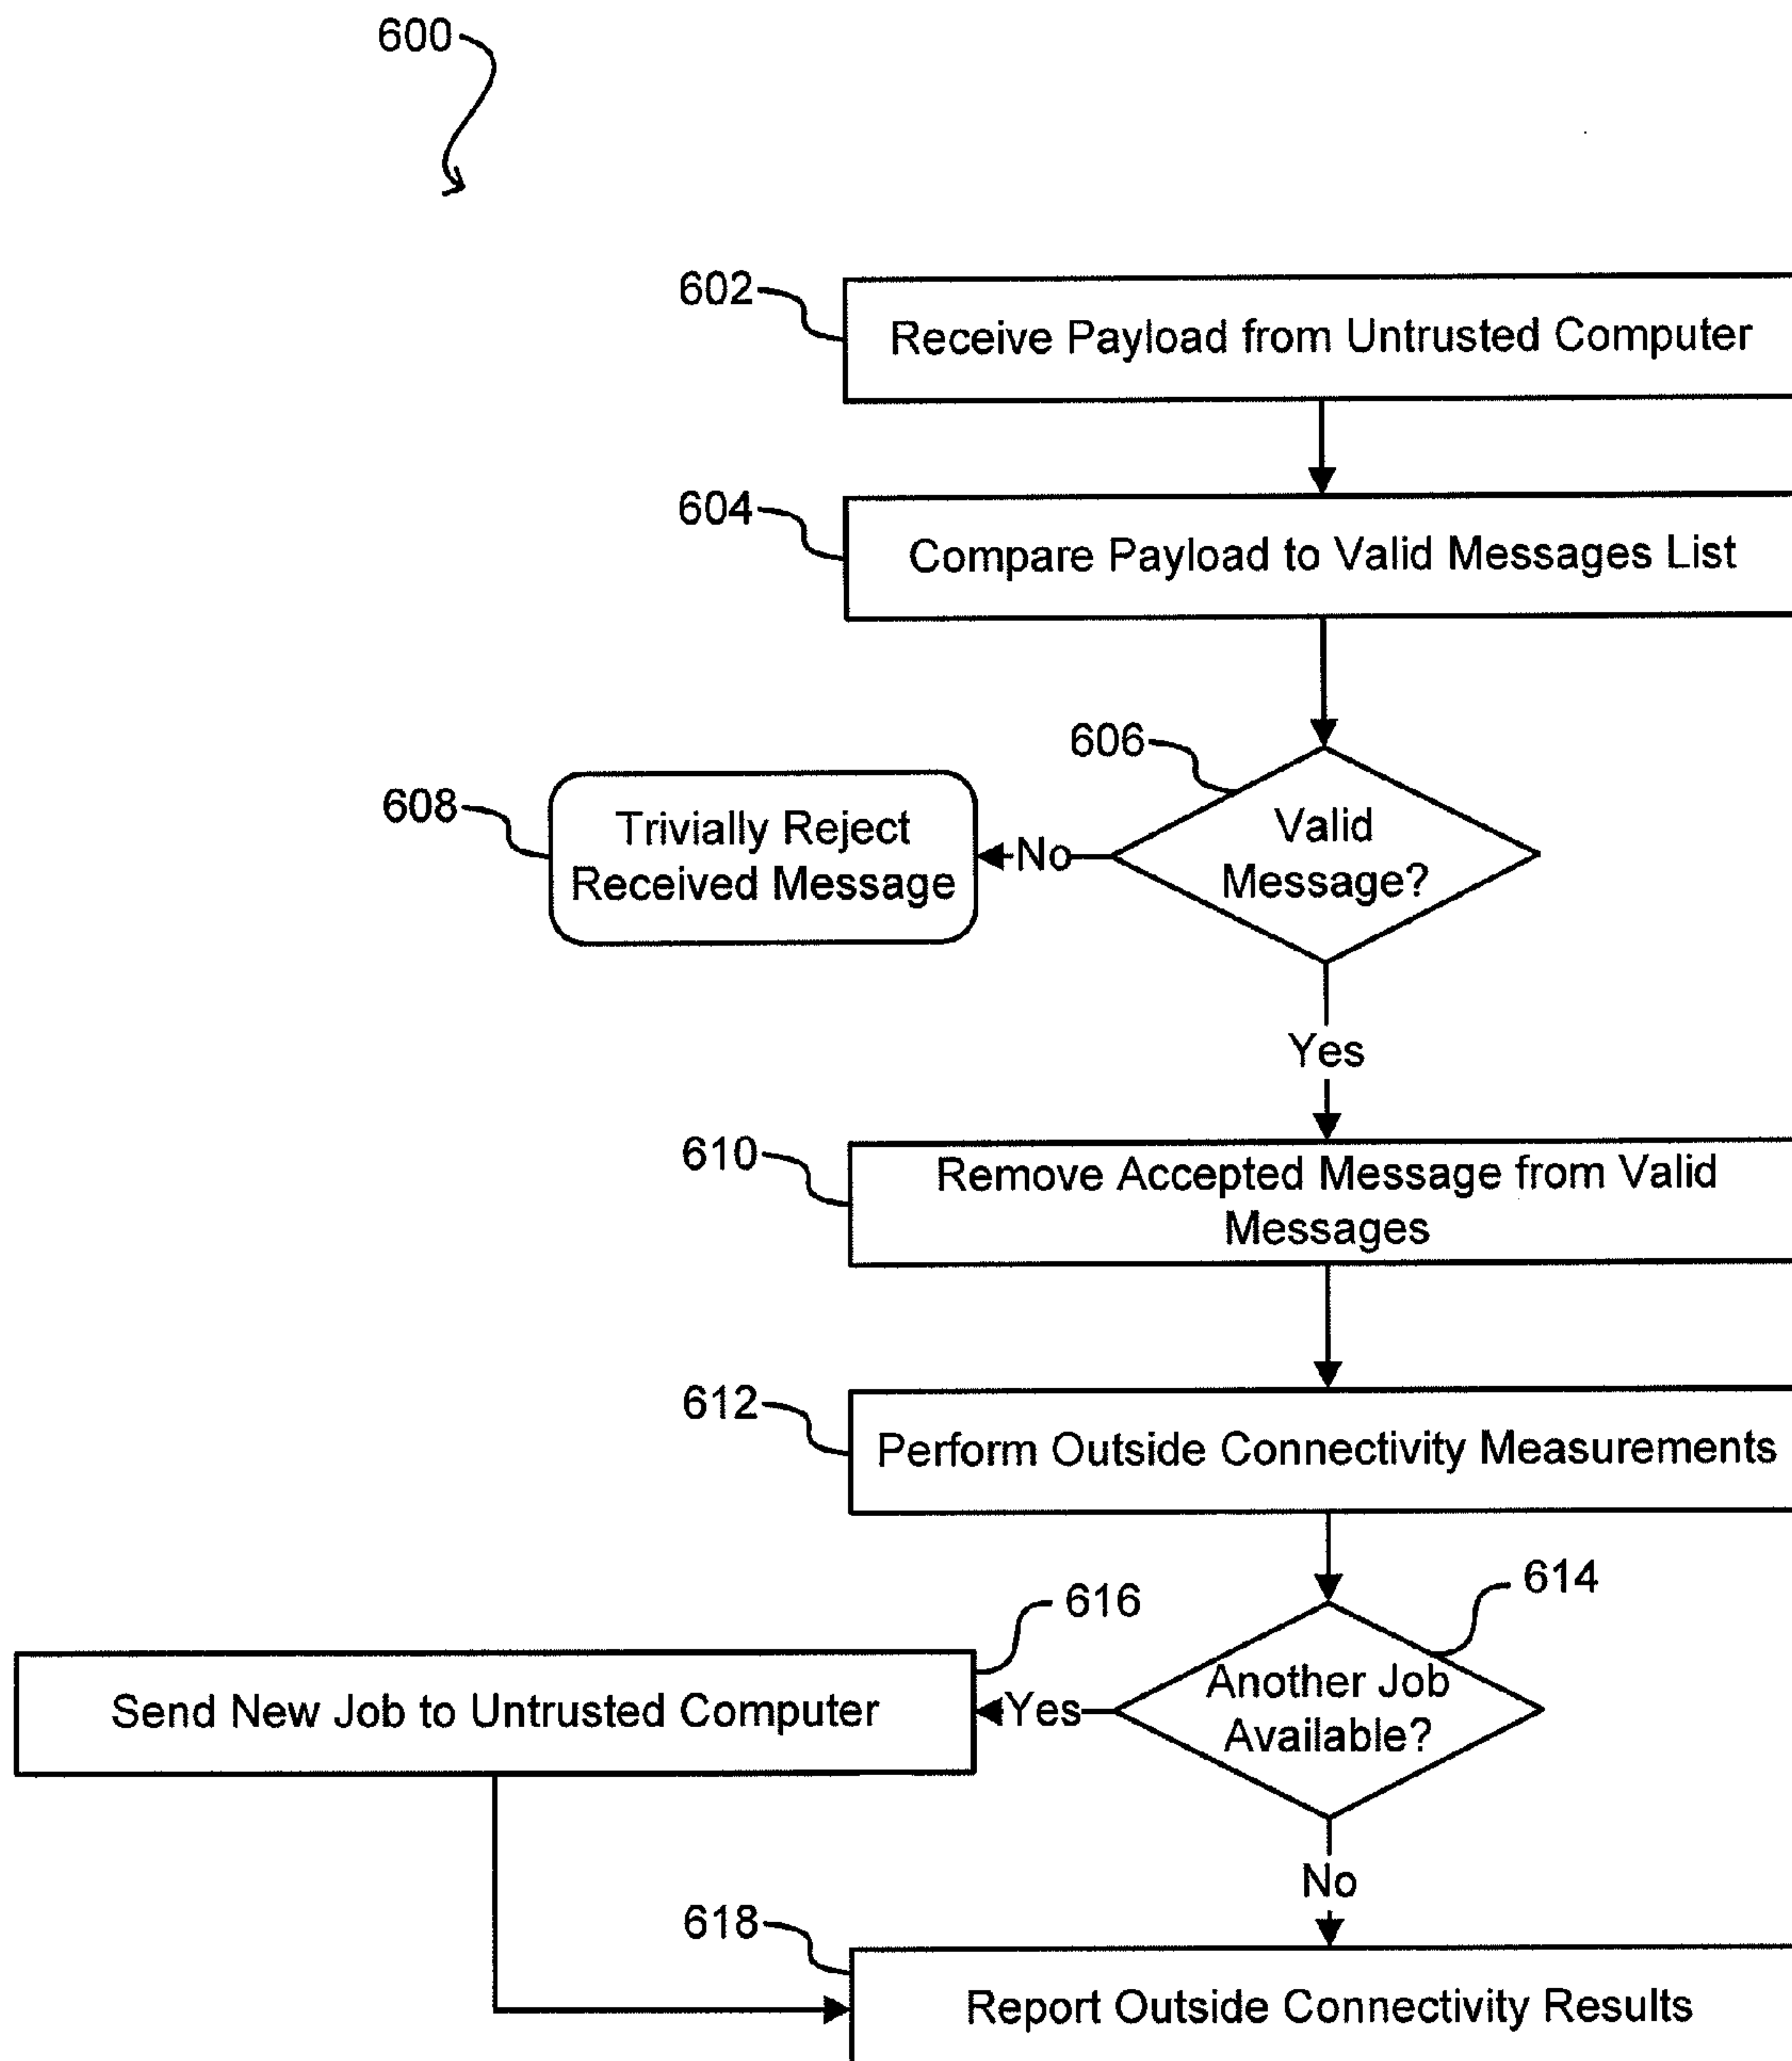 600
602
Receive Payload from Untrusted Computer
604
Compare Payload to Valid Messages List
606
Valid
Message?
608
Trivially Reject
Received Message
No
Yes
610
Remove Accepted Message from Valid
Messages
612
Perform Outside Connectivity Measurements
614
Another Job
Available?
616
Yes
Send New Job to Untrusted Computer
No
618
Report Outside Connectivity Results